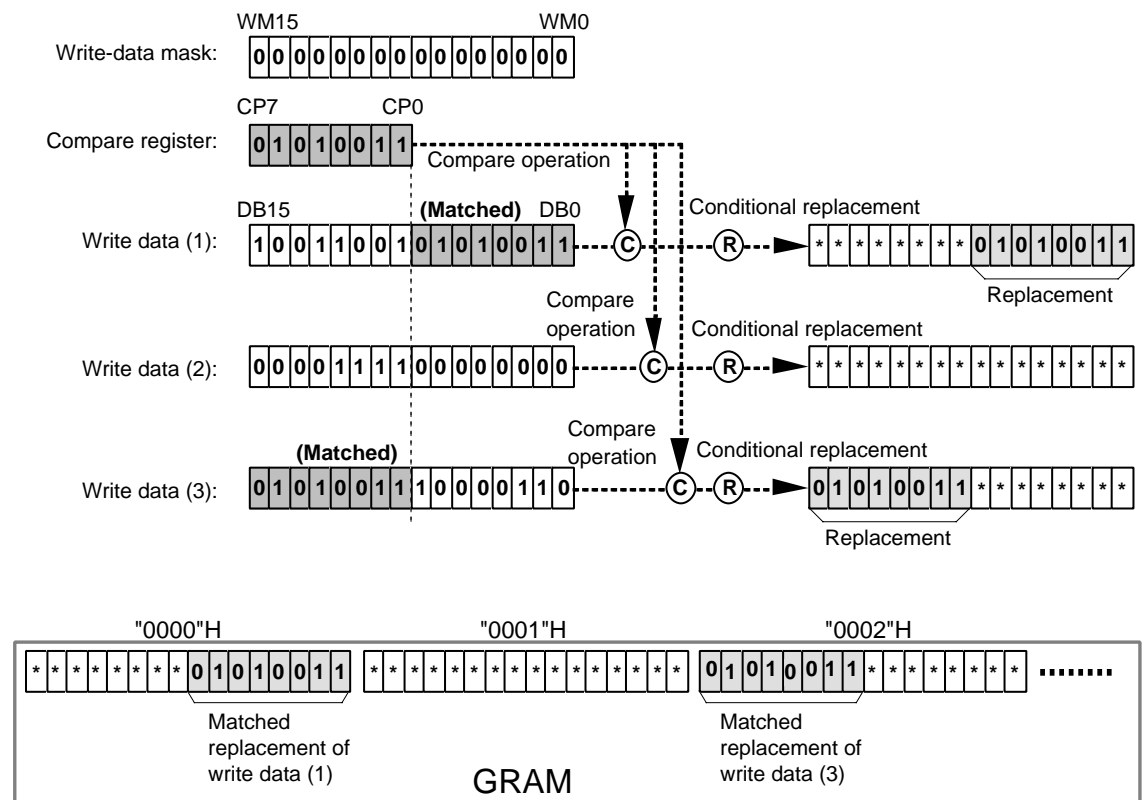 WM15 WM0
Write-data mask: 0 0 0 0 0 0 0 0 0 0 0 0 0 0 0 0
CP7 CP0
Compare register: 0 1 0 1 0 0 1 1
Compare operation
DB15 (Matched) DB0 Conditional replacement
Write data (1): 1 0 0 1 1 0 0 1 0 1 0 1 0 0 1 1 C R * * * * * * * * 0 1 0 1 0 0 1 1
Replacement
Compare
operation Conditional replacement
Write data (2): 0 0 0 0 1 1 1 1 0 0 0 0 0 0 0 0 C R * * * * * * * * * * * * * * * *
Compare
(Matched) operation Conditional replacement
Write data (3): 0 1 0 1 0 0 1 1 1 0 0 0 0 1 1 0 C R 0 1 0 1 0 0 1 1 * * * * * * * *
Replacement
"0000"H "0001"H "0002"H
* * * * * * * * 0 1 0 1 0 0 1 1 * * * * * * * * * * * * * * * * 0 1 0 1 0 0 1 1 * * * * * * * * ........
Matched Matched
replacement of replacement of
write data (1) write data (3)
GRAM